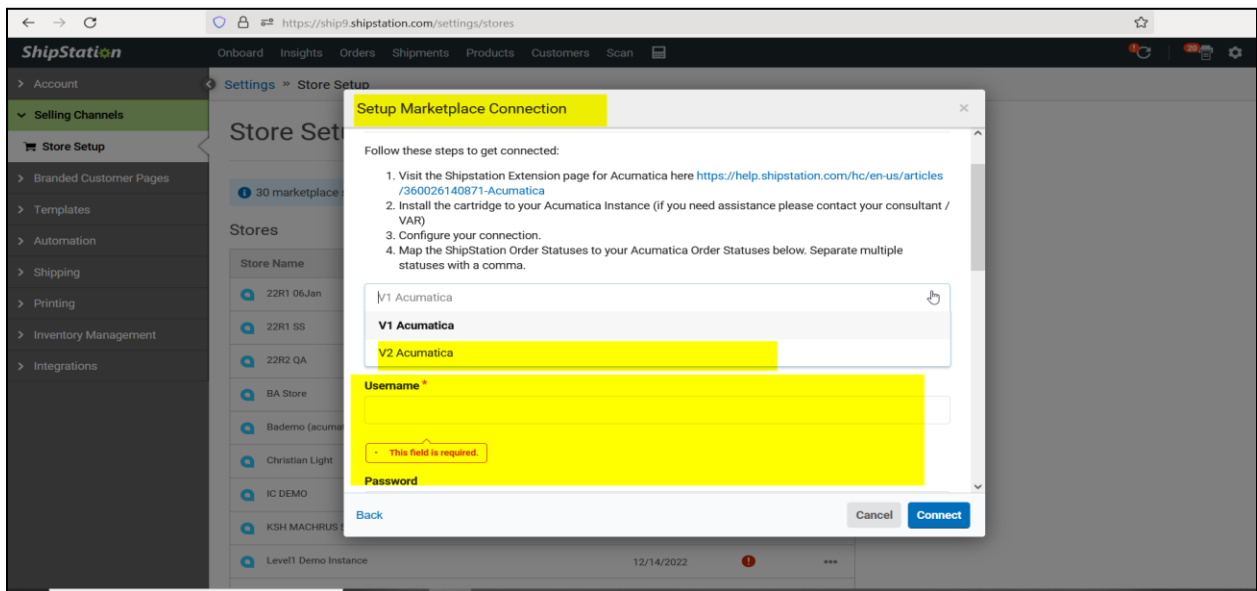 https://ship9.shipstation.com/settings/stores
ShipStation
Onboard Insights Orders Shipments Products Customers Scan
20
Account
Settings » Store Setup
Selling Channels
Setup Marketplace Connection
×
Store Set
Store Setup
Follow these steps to get connected:
1. Visit the Shipstation Extension page for Acumatica here https://help.shipstation.com/hc/en-us/articles
/360026140871-Acumatica
2. Install the cartridge to your Acumatica Instance (if you need assistance please contact your consultant /
VAR)
3. Configure your connection.
4. Map the ShipStation Order Statuses to your Acumatica Order Statuses below. Separate multiple
statuses with a comma.
Branded Customer Pages
30 marketplace
Templates
Stores
Automation
Store Name
Shipping
22R1 06Jan
V1 Acumatica
Printing
22R1 SS
V1 Acumatica
Inventory Management
22R2 QA
V2 Acumatica
Integrations
BA Store
Username *
Bademo (acuma
This field is required.
Christian Light
Password
IC DEMO
Back
Cancel
Connect
KSH MACHRUS
Level1 Demo Instance 12/14/2022